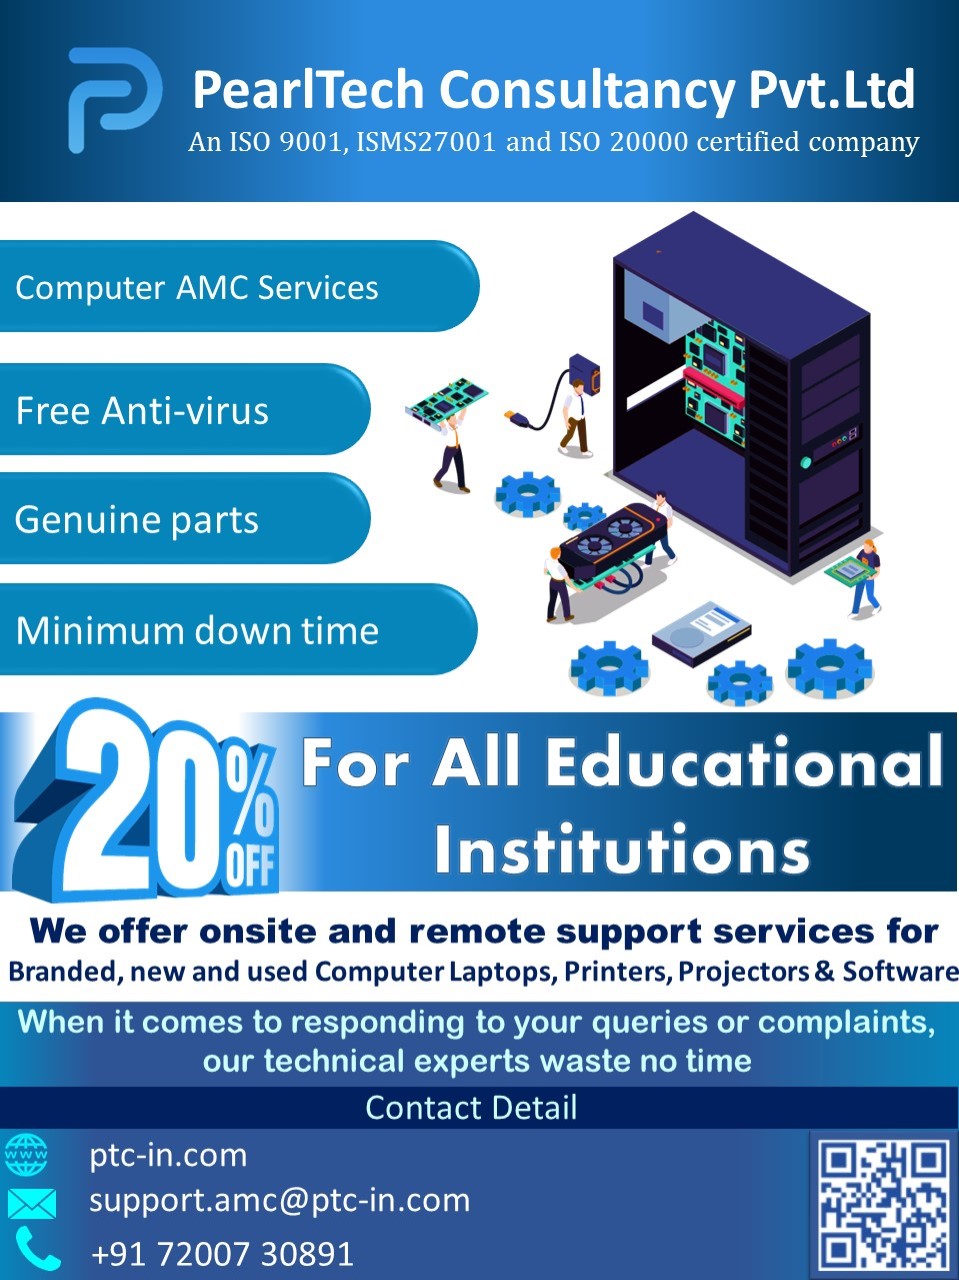 PearlTech Consultancy Pvt.Ltd
An ISO 9001, ISMS27001 and ISO 20000 certified company
Computer AMC Services
Free Anti-virus
Genuine parts
Minimum down time
20% OFF
For All Educational
Institutions
We offer onsite and remote support services for
Branded, new and used Computer Laptops, Printers, Projectors & Software
When it comes to responding to your queries or complaints,
our technical experts waste no time
Contact Detail
www
ptc-in.com
support.amc@ptc-in.com
+91 72007 30891